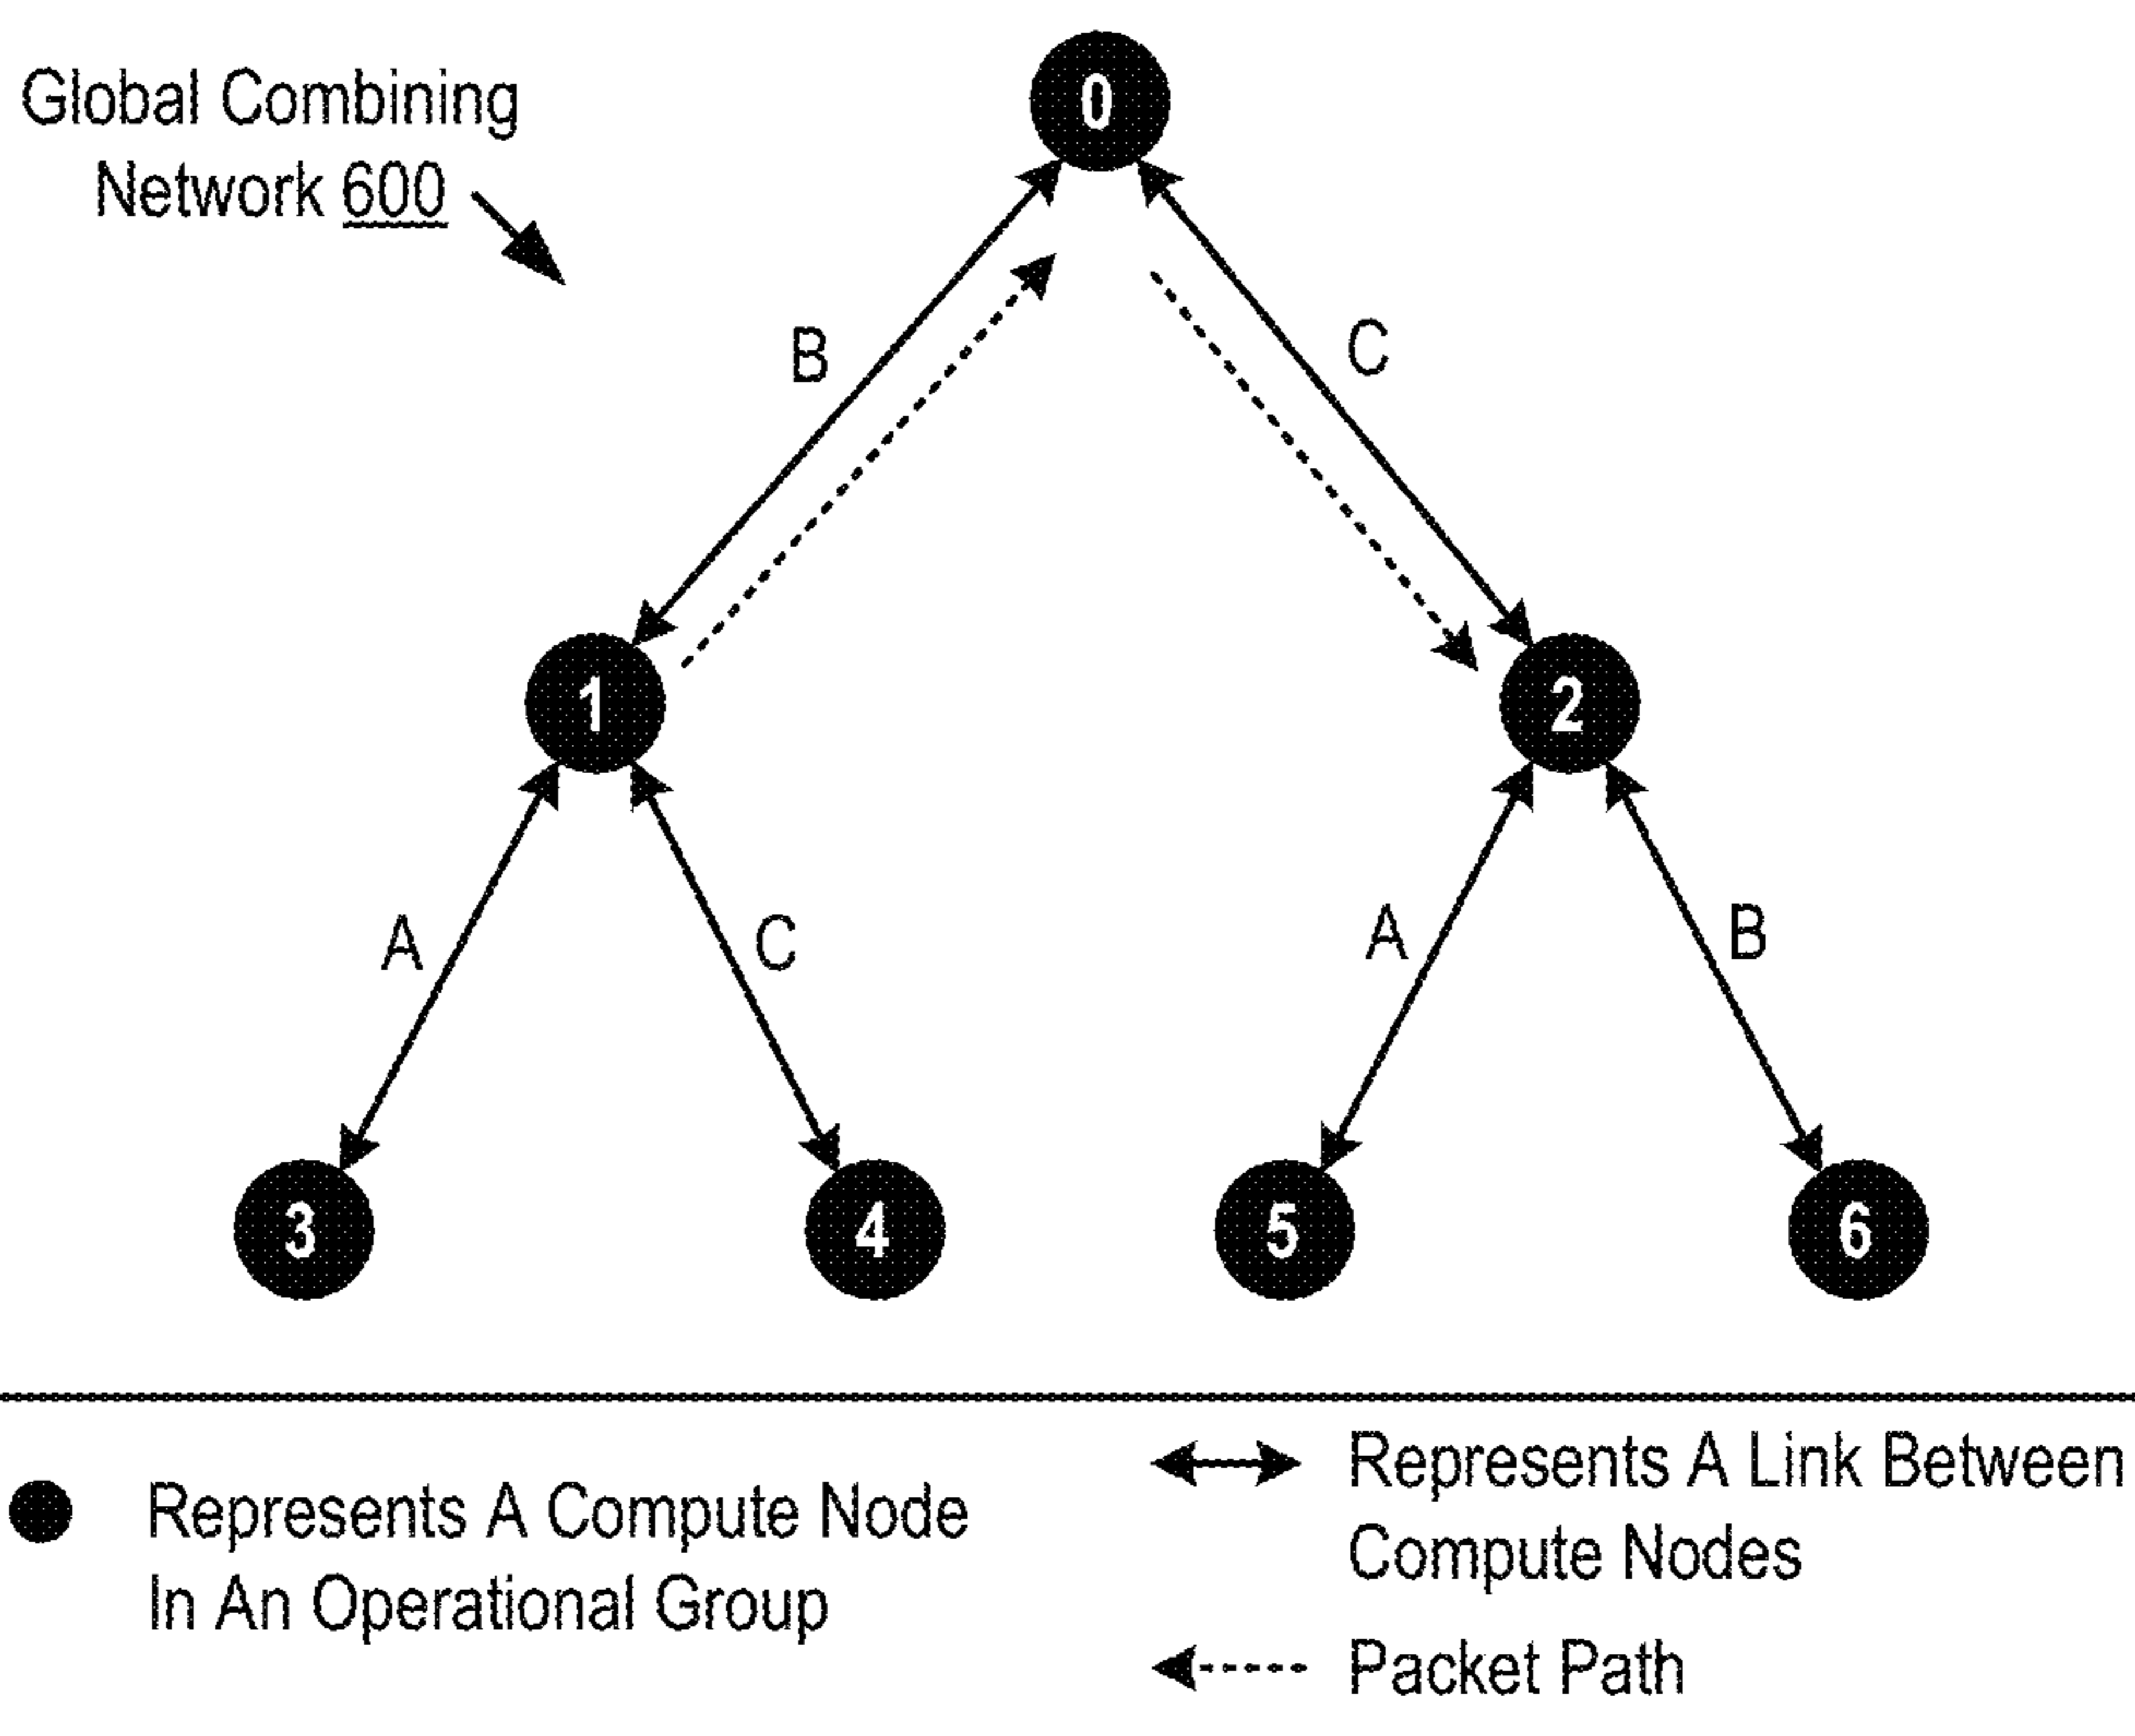 0
Global Combining
Network 600
B
C
1
2
A
C
A
B
3
4
5
6
Represents A Compute Node
In An Operational Group
Represents A Link Between
Compute Nodes
Packet Path